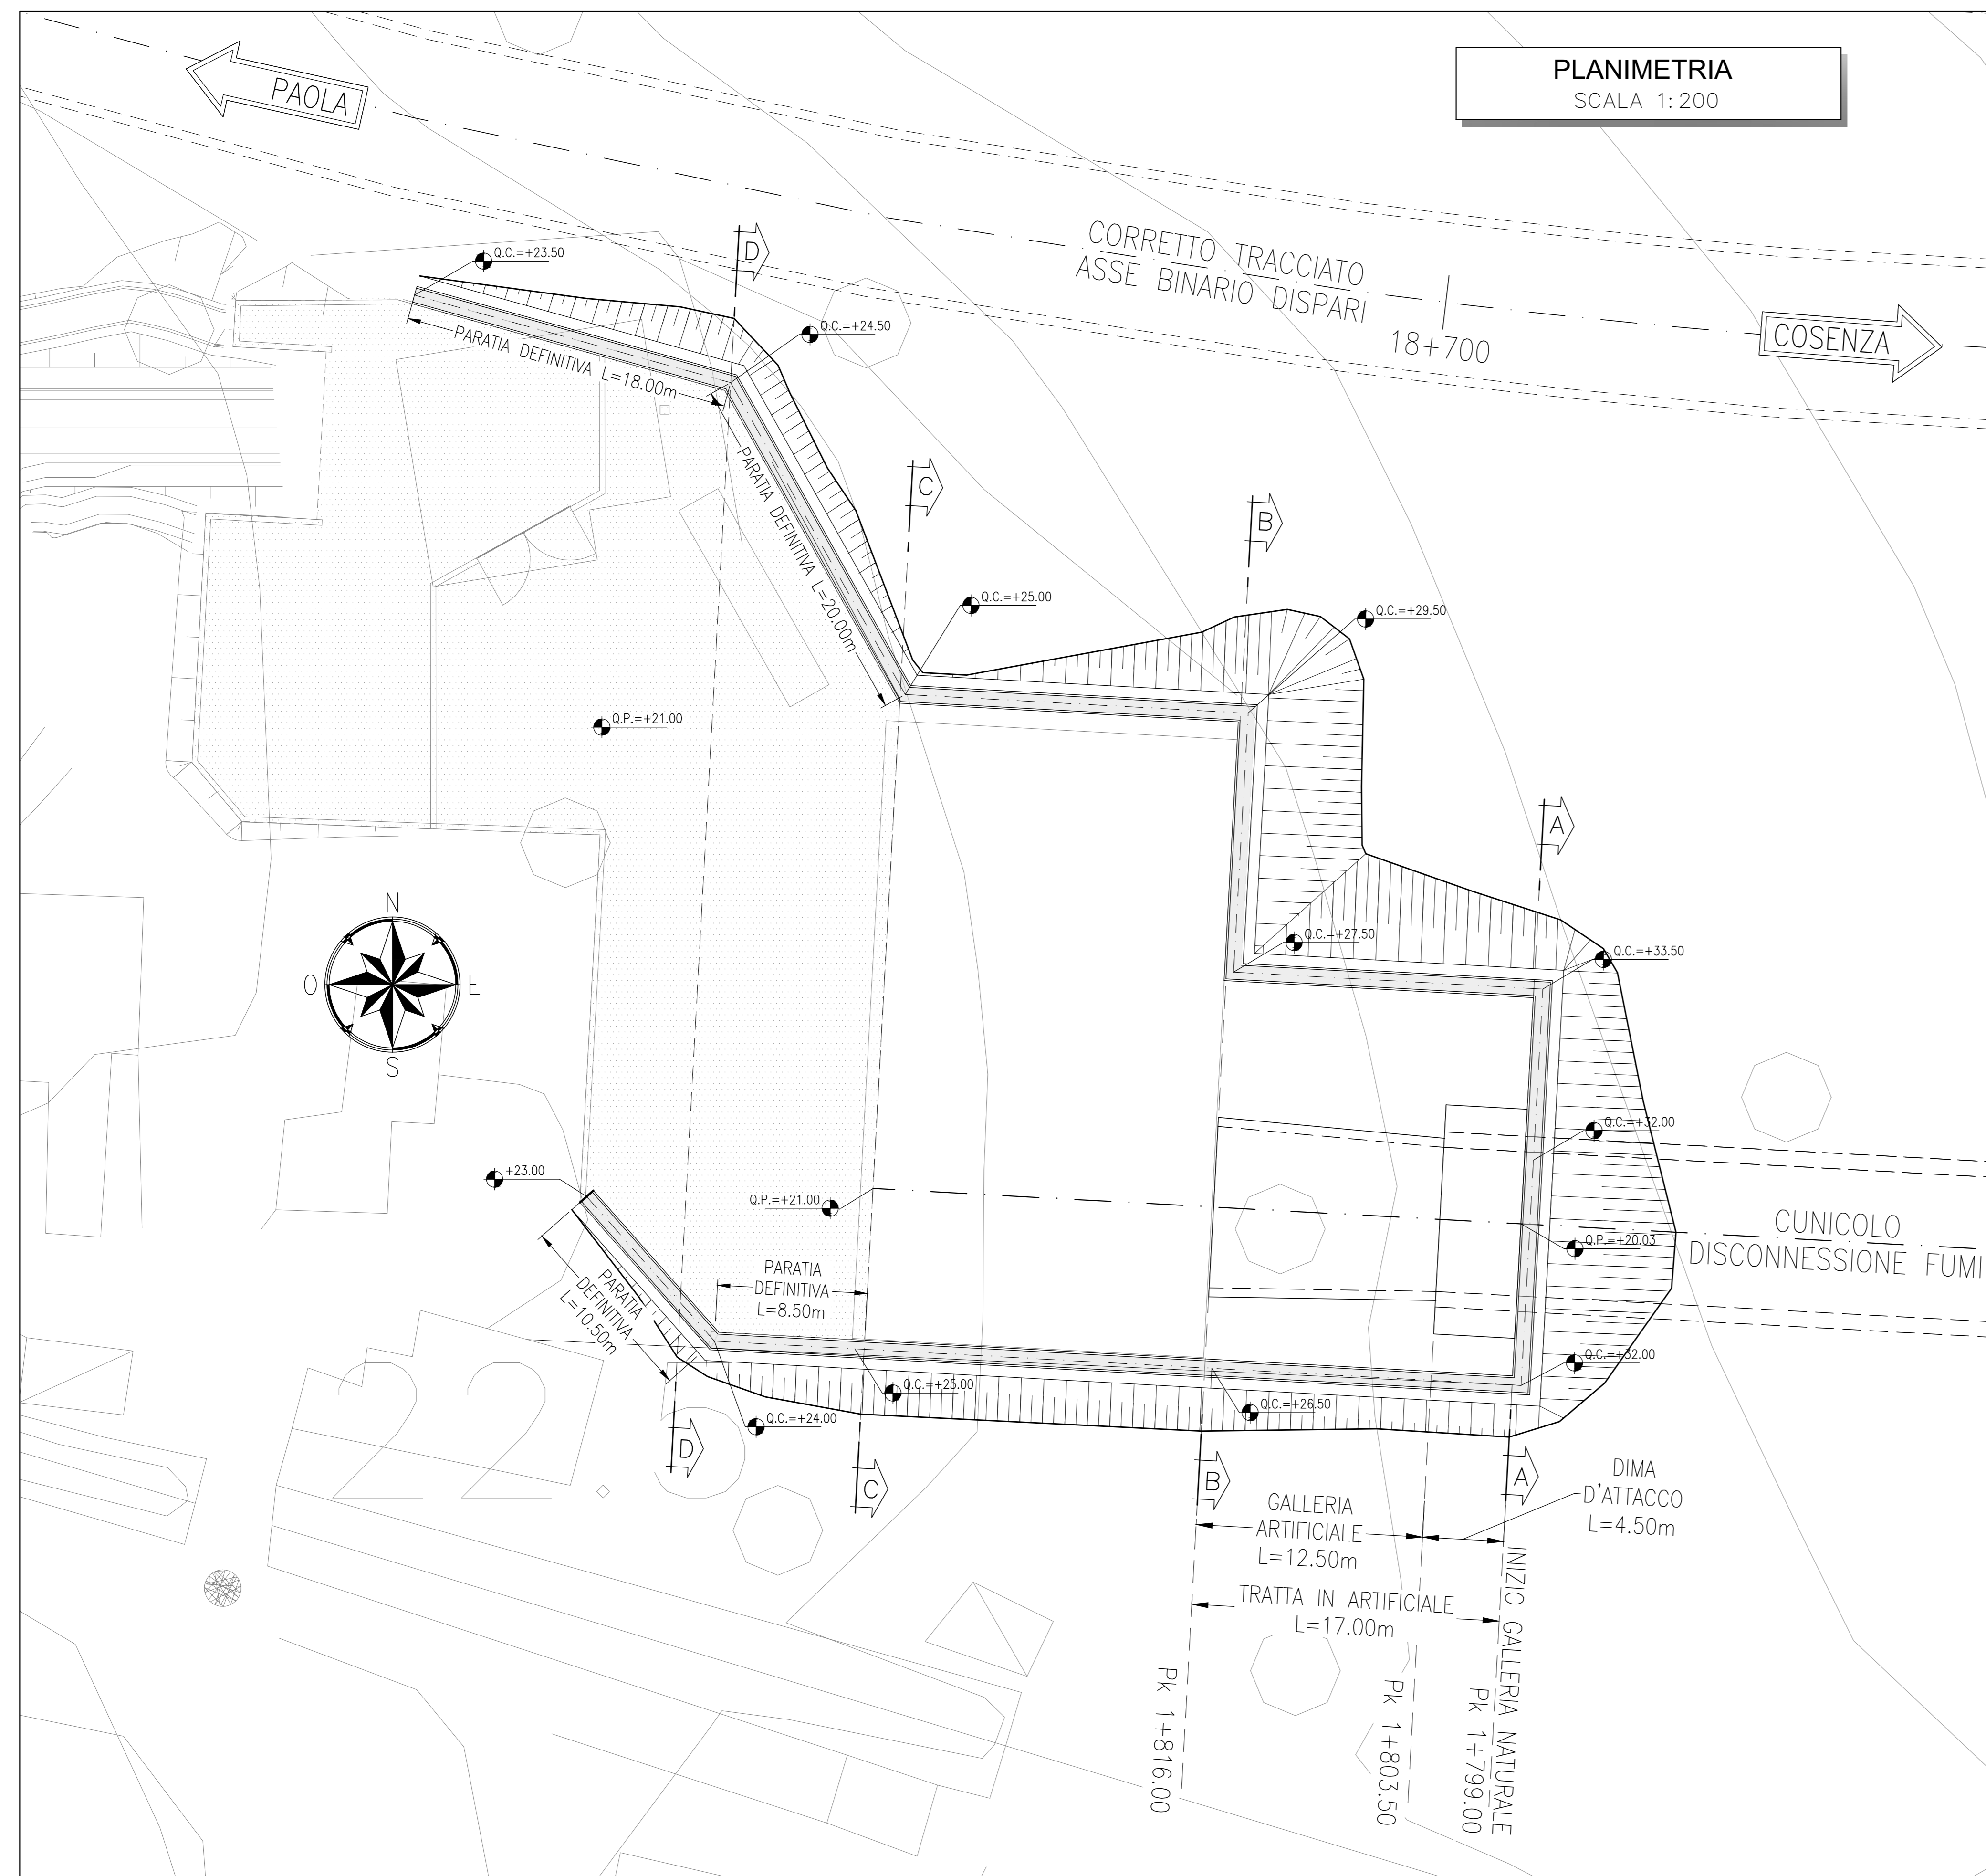 PLANIMETRIA
SCALA 1:200
PAOLA
CORRETTO TRACCIATO
ASSE BINARIO DISPARI
18+700
COSENZA
D
Q.C.=+23.50
Q.C.=+24.50
PARATIA DEFINITIVA L=18.00m
PARATIA DEFINITIVA L=20.00m
C
B
Q.C.=+25.00
Q.C.=+29.50
Q.P.=+21.00
A
N
O
E
S
Q.C.=+27.50
Q.C.=+33.50
Q.C.=+32.00
+23.00
Q.P.=+21.00
CUNICOLO
DISCONNESSIONE FUMI
Q.P.=+20.03
PARATIA
DEFINITIVA
L=8.50m
PARATIA
DEFINITIVA
L=10.50m
Q.C.=+32.00
Q.C.=+25.00
Q.C.=+26.50
Q.C.=+24.00
22
D
C
B
A
DIMA
D'ATTACCO
L=4.50m
GALLERIA
ARTIFICIALE
L=12.50m
TRATTA IN ARTIFICIALE
L=17.00m
Pk 1+816.00
Pk 1+803.50
INIZIO GALLERIA NATURALE
Pk 1+799.00